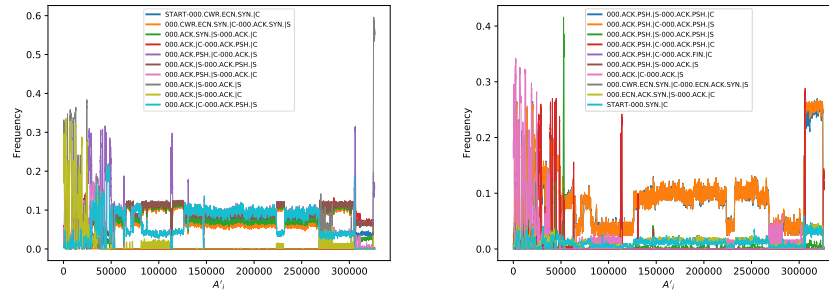 0.6
0.5
0.4
0.3
0.2
0.1
0.0
Frequency
0 50000 100000 150000 200000 250000 300000
A'ᵢ
START-000.CWR.ECN.SYN.|C
000.CWR.ECN.SYN.|C-000.ACK.SYN.|S
000.ACK.SYN.|S-000.ACK.|C
000.ACK.|C-000.ACK.PSH.|C
000.ACK.PSH.|C-000.ACK.|S
000.ACK.|S-000.ACK.PSH.|S
000.ACK.PSH.|S-000.ACK.|C
000.ACK.|S-000.ACK.|S
000.ACK.|S-000.ACK.|C
000.ACK.|C-000.ACK.PSH.|S
0.4
0.3
0.2
0.1
0.0
Frequency
0 50000 100000 150000 200000 250000 300000
A'ᵢ
000.ACK.PSH.|S-000.ACK.PSH.|C
000.ACK.PSH.|C-000.ACK.PSH.|S
000.ACK.PSH.|S-000.ACK.PSH.|S
000.ACK.PSH.|C-000.ACK.PSH.|C
000.ACK.PSH.|C-000.ACK.FIN.|C
000.ACK.PSH.|S-000.ACK.|S
000.ACK.|C-000.ACK.|S
000.CWR.ECN.SYN.|C-000.ECN.ACK.SYN.|S
000.ECN.ACK.SYN.|S-000.ACK.|C
START-000.SYN.|C